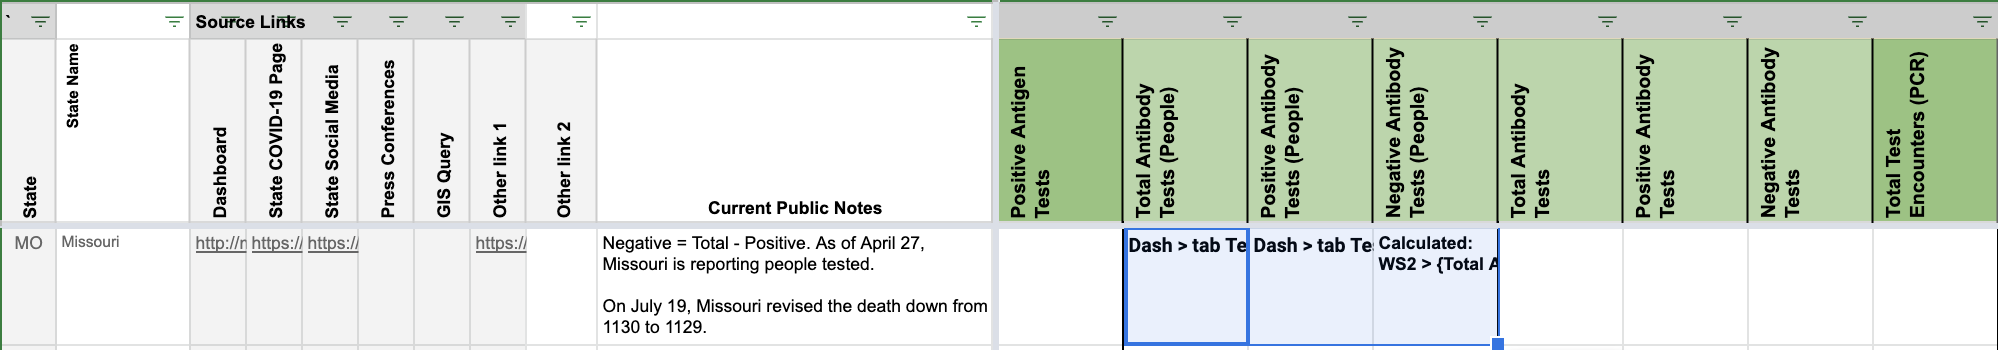 Source Links
State
State Name
Dashboard
State COVID-19 Page
State Social Media
Press Conferences
GIS Query
Other link 1
Other link 2
Current Public Notes
Positive Antigen
Tests
Total Antibody
Tests (People)
Positive Antibody
Tests (People)
Negative Antibody
Tests (People)
Total Antibody
Tests
Positive Antibody
Tests
Negative Antibody
Tests
Total Test
Encounters (PCR)
MO
Missouri
http://
https:/
https:/
https:/
Negative = Total - Positive. As of April 27,
Missouri is reporting people tested.
On July 19, Missouri revised the death down from
1130 to 1129.
Dash > tab Te
Dash > tab Te
Calculated:
WS2 > {Total A